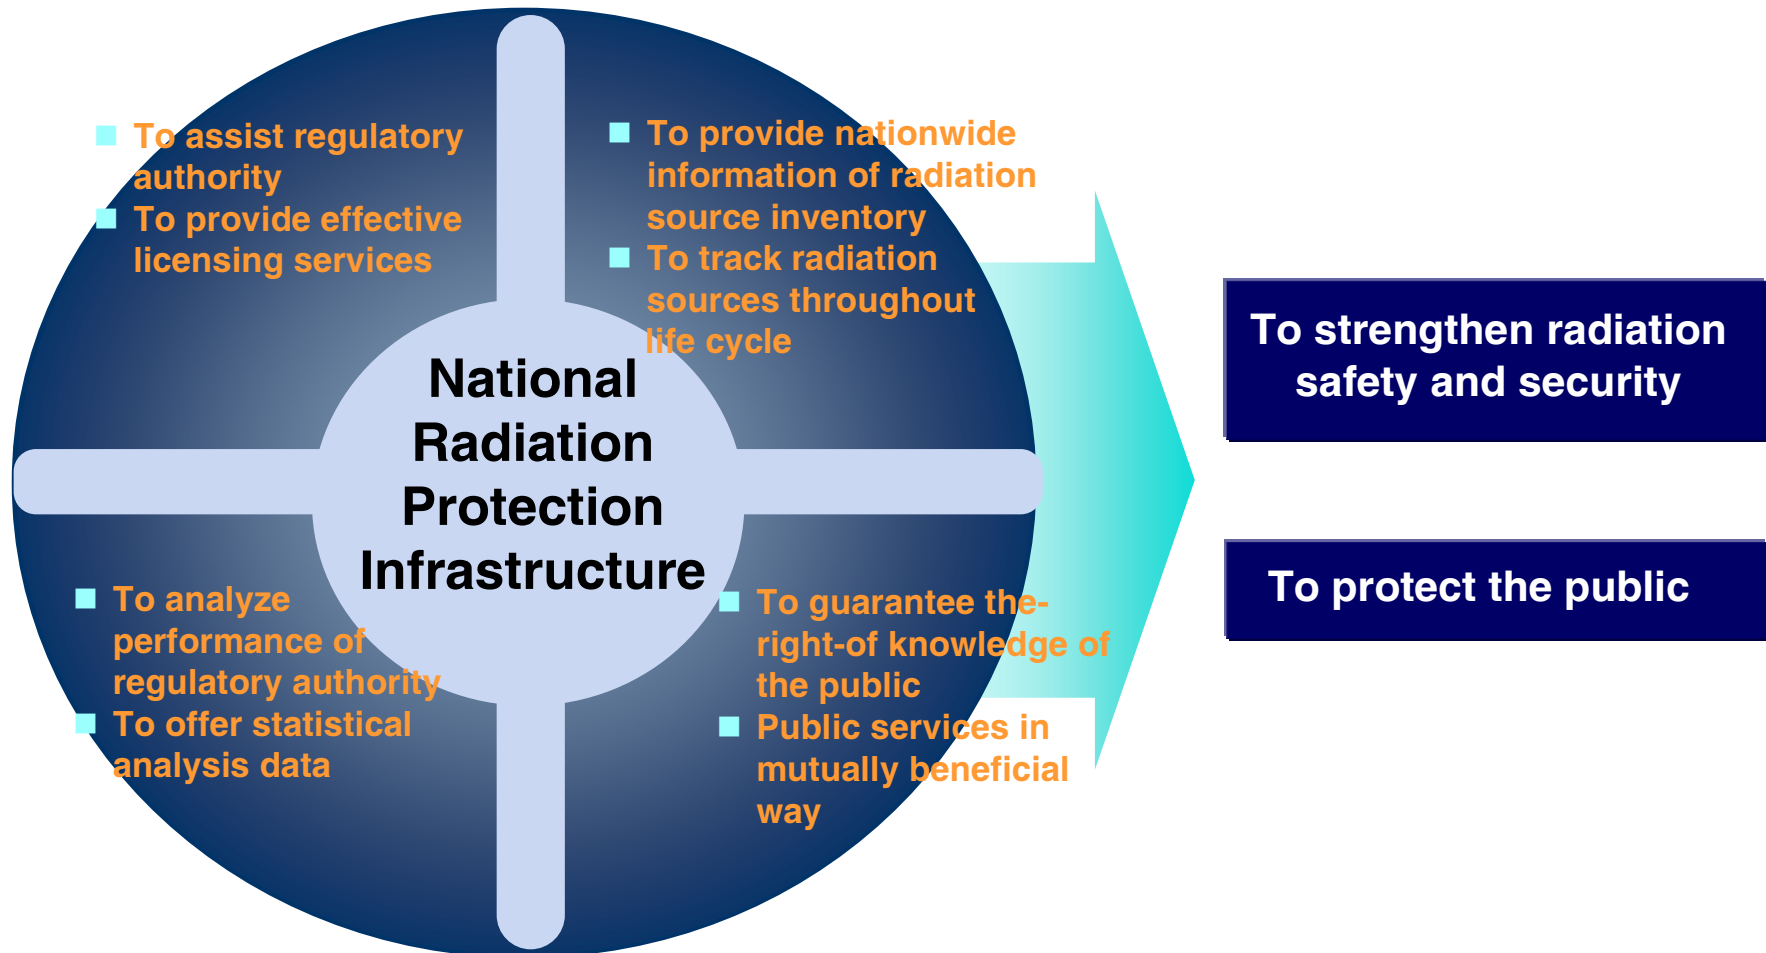 To assist regulatory
authority
To provide effective
licensing services
To provide nationwide
information of radiation
source inventory
To track radiation
sources throughout
life cycle
National
Radiation
Protection
Infrastructure
To analyze
performance of
regulatory authority
To offer statistical
analysis data
To guarantee the-
right-of knowledge of
the public
Public services in
mutually beneficial
way
To strengthen radiation
safety and security
To protect the public